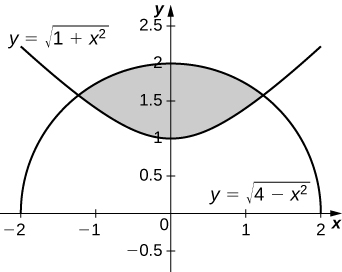 y
2.5
y = √(1 + x²)
2
1.5
1
0.5
y = √(4 − x²)
−2 −1 0 1 2 x
−0.5